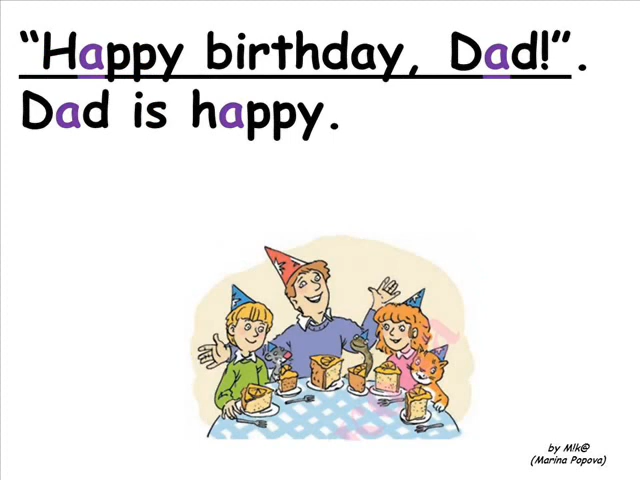 “Happy birthday, Dad!”.
Dad is happy.
by Mlk@
(Marina Popova)